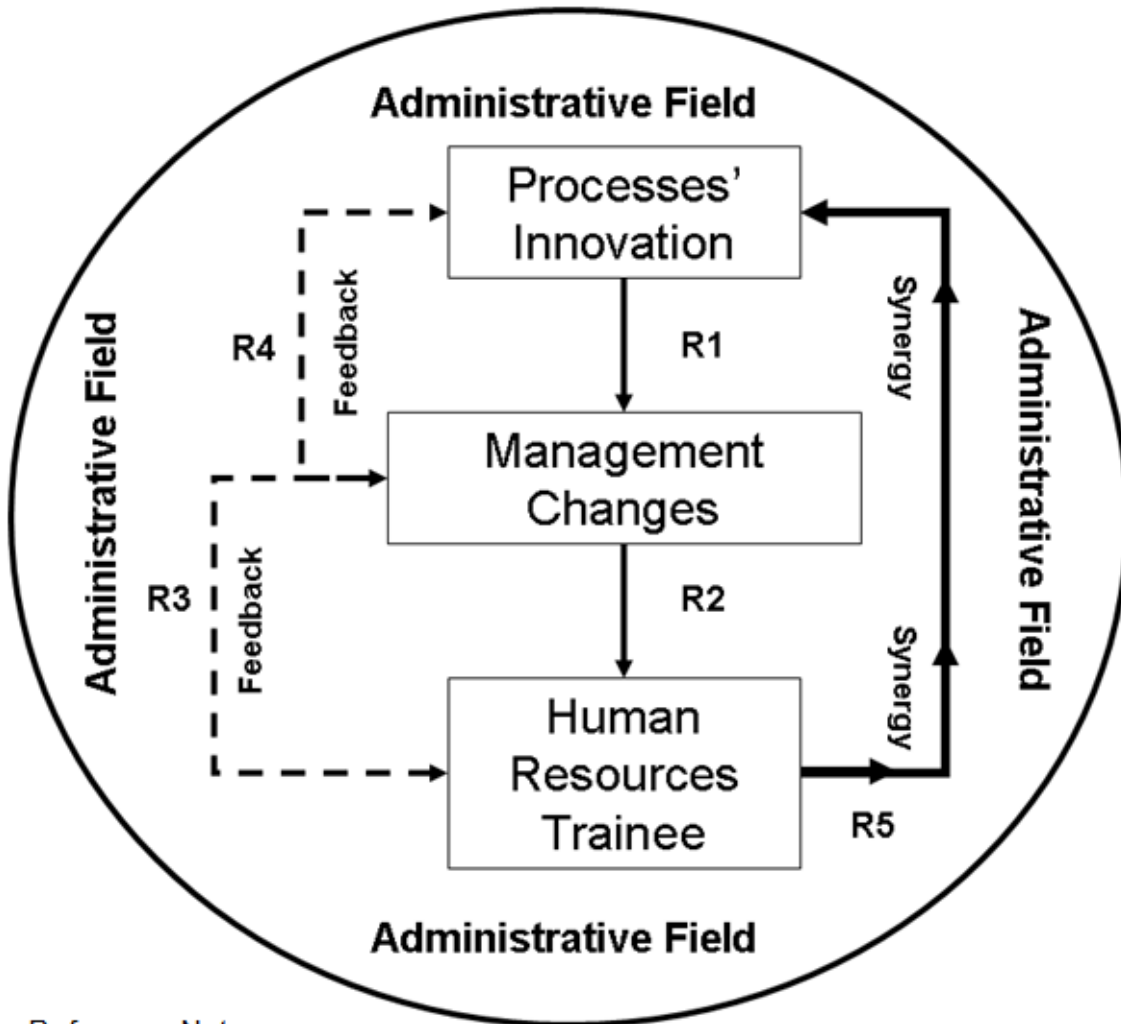 Administrative Field
Processes’
Innovation
R4
Feedback
R1
Synergy
Administrative Field
Administrative Field
Management
Changes
R3
Feedback
R2
Synergy
Human
Resources
Trainee
R5
Administrative Field